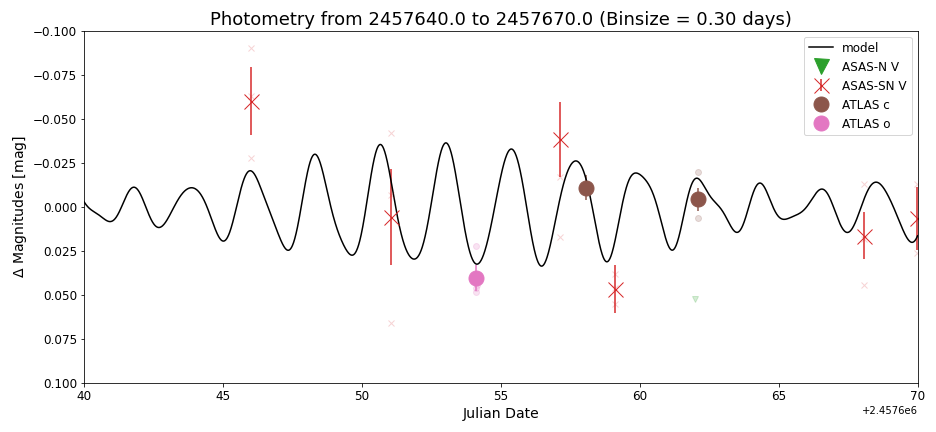 Photometry from 2457640.0 to 2457670.0 (Binsize = 0.30 days)
−0.100
−0.075
−0.050
−0.025
0.000
0.025
0.050
0.075
0.100
Δ Magnitudes [mag]
model
ASAS-N V
ASAS-SN V
ATLAS c
ATLAS o
40
45
50
55
60
65
70
Julian Date
+2.4576e6